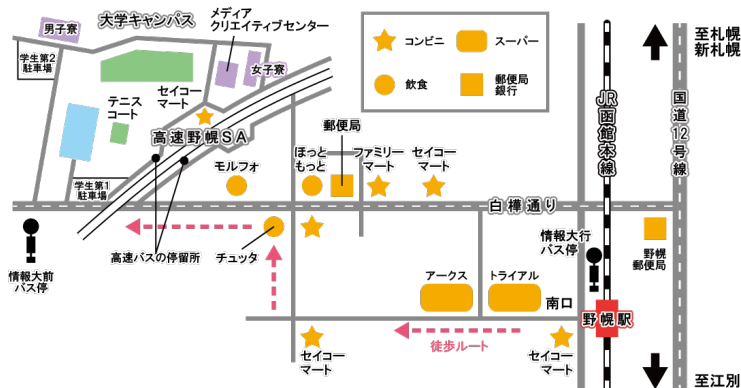 男子寮
大学キャンパス
メディア
クリエイティブセンター
学生第2
駐車場
女子寮
テニス
コート
セイコー
マート
高速野幌SA
学生第1
駐車場
コンビニ
スーパー
飲食
郵便局
銀行
至札幌
新札幌
JR函館本線
国道12号線
郵便局
モルフォ
ほっと
もっと
ファミリー
マート
セイコー
マート
白樺通り
情報大前
バス停
高速バスの停留所
チュッタ
情報大行
バス停
野幌
郵便局
アークス
トライアル
南口
野幌駅
セイコー
マート
徒歩ルート
セイコー
マート
至江別